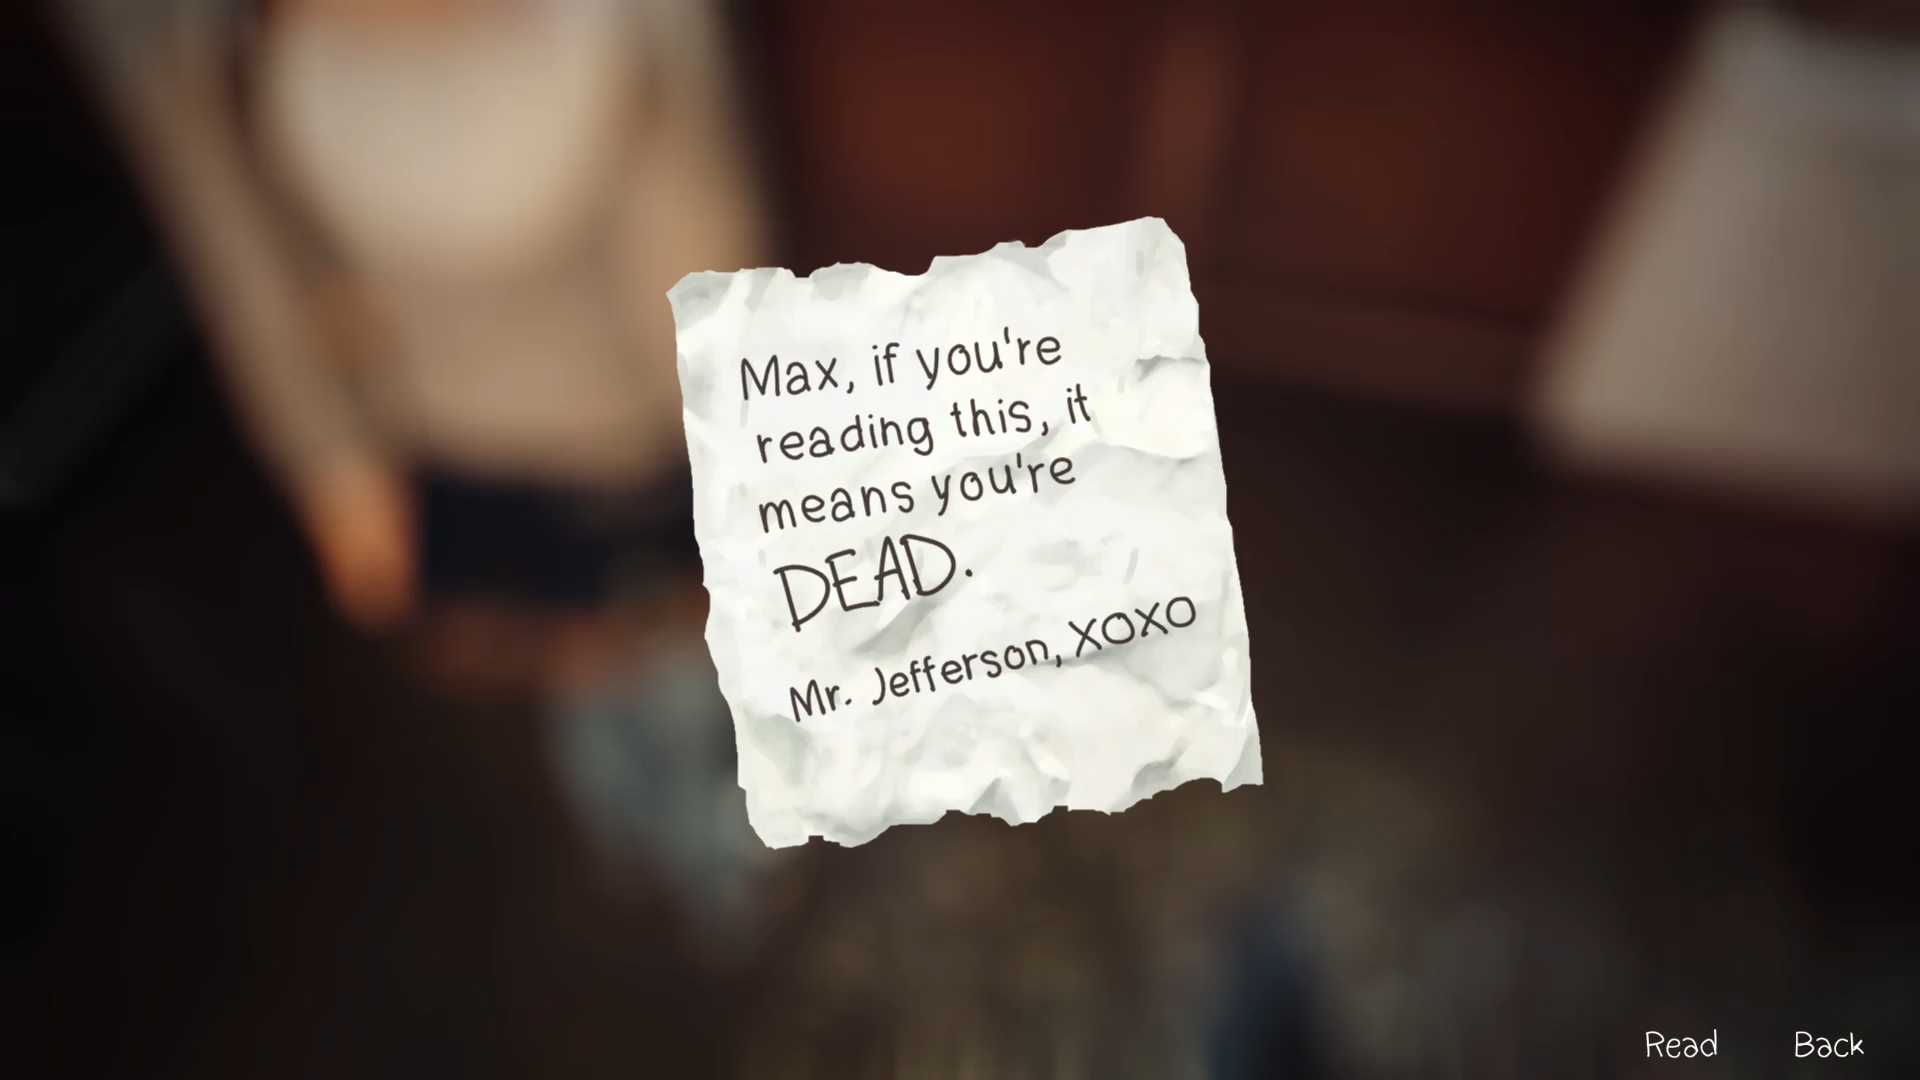 Max, if you're
reading this, it
means you're
DEAD.
Mr. Jefferson, XOXO
Read
Back